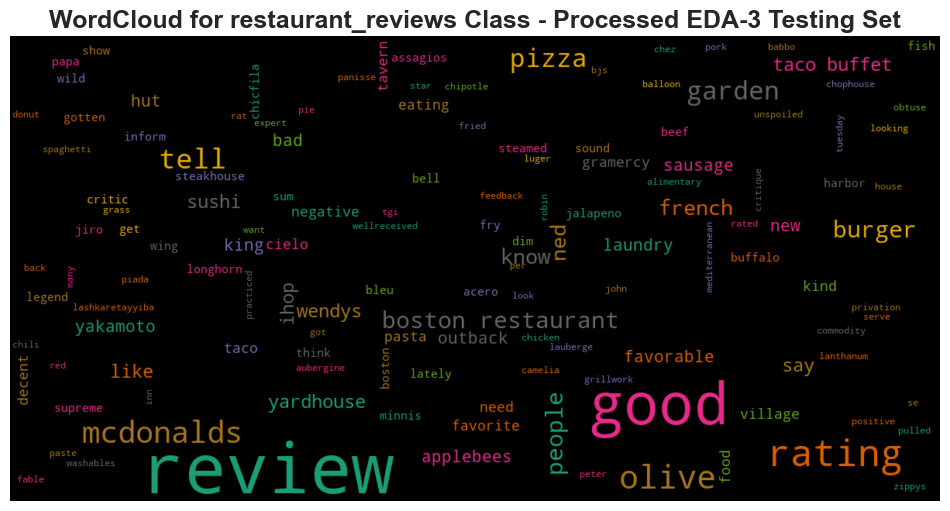 WordCloud for restaurant_reviews Class - Processed EDA-3 Testing Set
show
papa
wild
tavern
assagios
pizza
chez
pork
babbo
fish
taco buffet
panisse
bjs
chicfila
star
chipotle
balloon
garden
chophouse
hut
eating
donut
gotten
rat
pie
expert
unspoiled
obtuse
inform
bad
fried
beef
tuesday
looking
spaghetti
tell
steamed
sound
luger
gramercy
sausage
steakhouse
bell
alimentary
critique
harbor
house
critic
grass
sushi
sum
negative
feedback
robin
jalapeno
french
tgi
wellreceived
jiro
get
want
fry
rated
new
burger
wing
king
cielo
dim
ned
know
laundry
mediterranean
buffalo
back
many
longhorn
per
piada
practiced
bleu
acero
look
john
kind
legend
lashkaretayyiba
ihop
wendys
privation
serve
yakamoto
got
boston restaurant
commodity
chili
taco
think
pasta
outback
chicken
lauberge
favorable
lanthanum
decent
red
like
aubergine
boston
lately
camelia
grillwork
say
inn
supreme
yardhouse
minnis
need
favorite
people
good
village
positive
se
pulled
mcdonalds
paste
washables
applebees
food
rating
fable
review
peter
olive
zippys